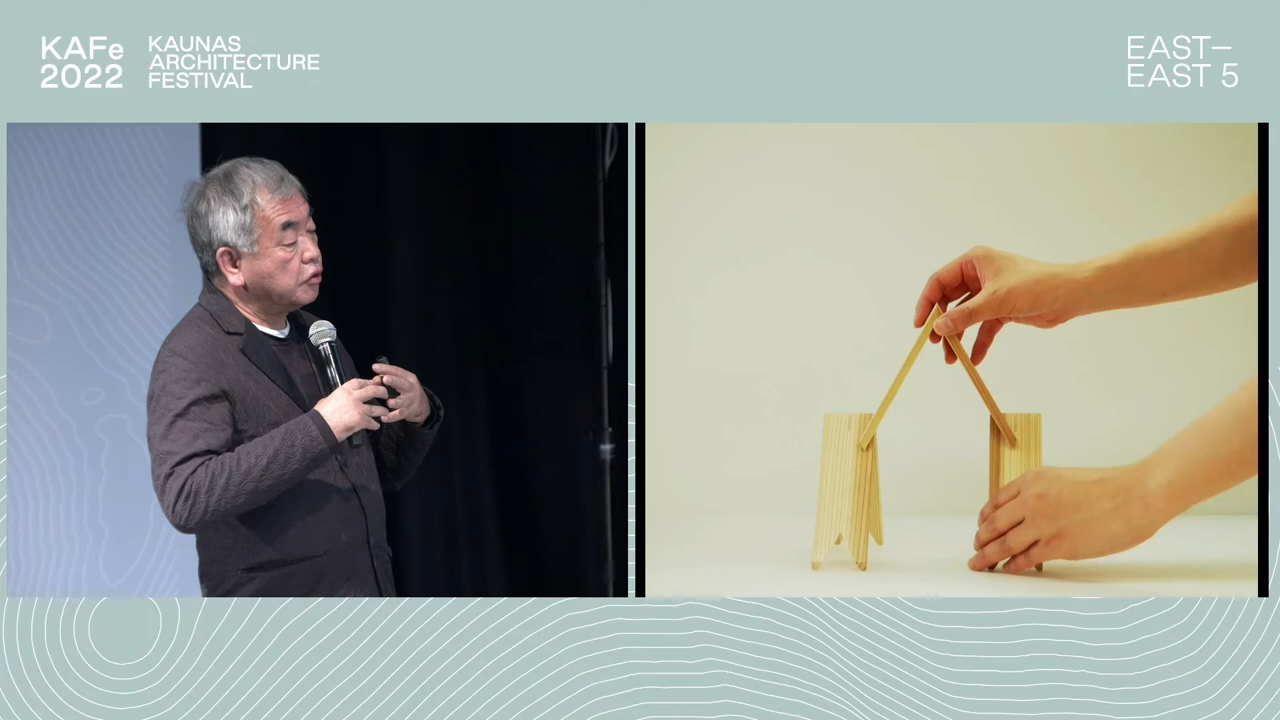 KAFe
2022
KAUNAS
ARCHITECTURE
FESTIVAL
EAST—
EAST 5